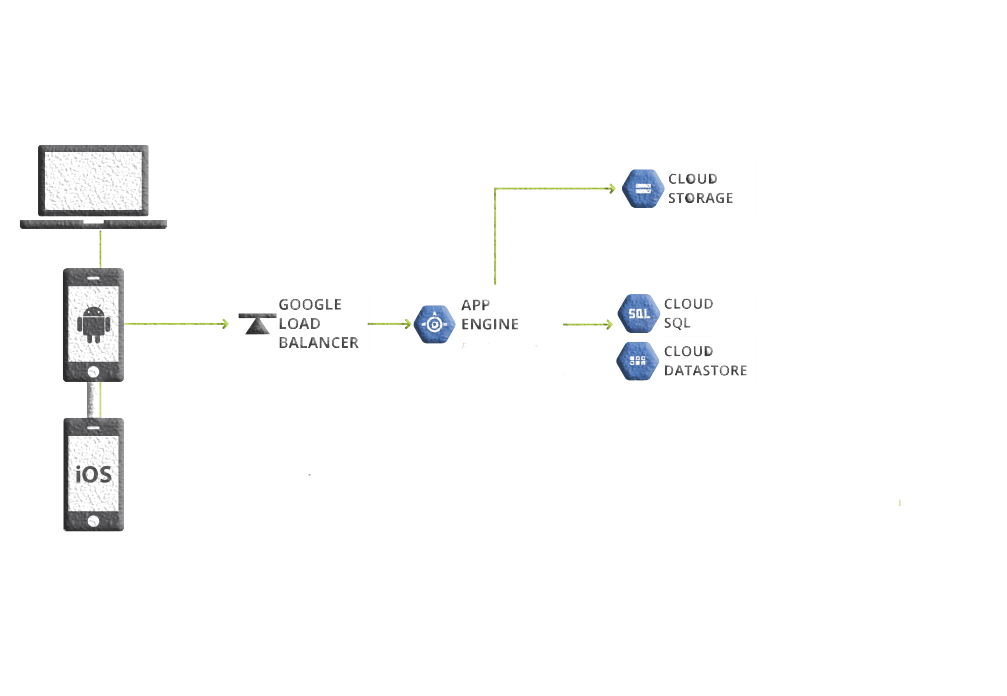 CLOUD
STORAGE
GOOGLE
LOAD
BALANCER
APP
ENGINE
SQL
CLOUD
SQL
CLOUD
DATASTORE
iOS